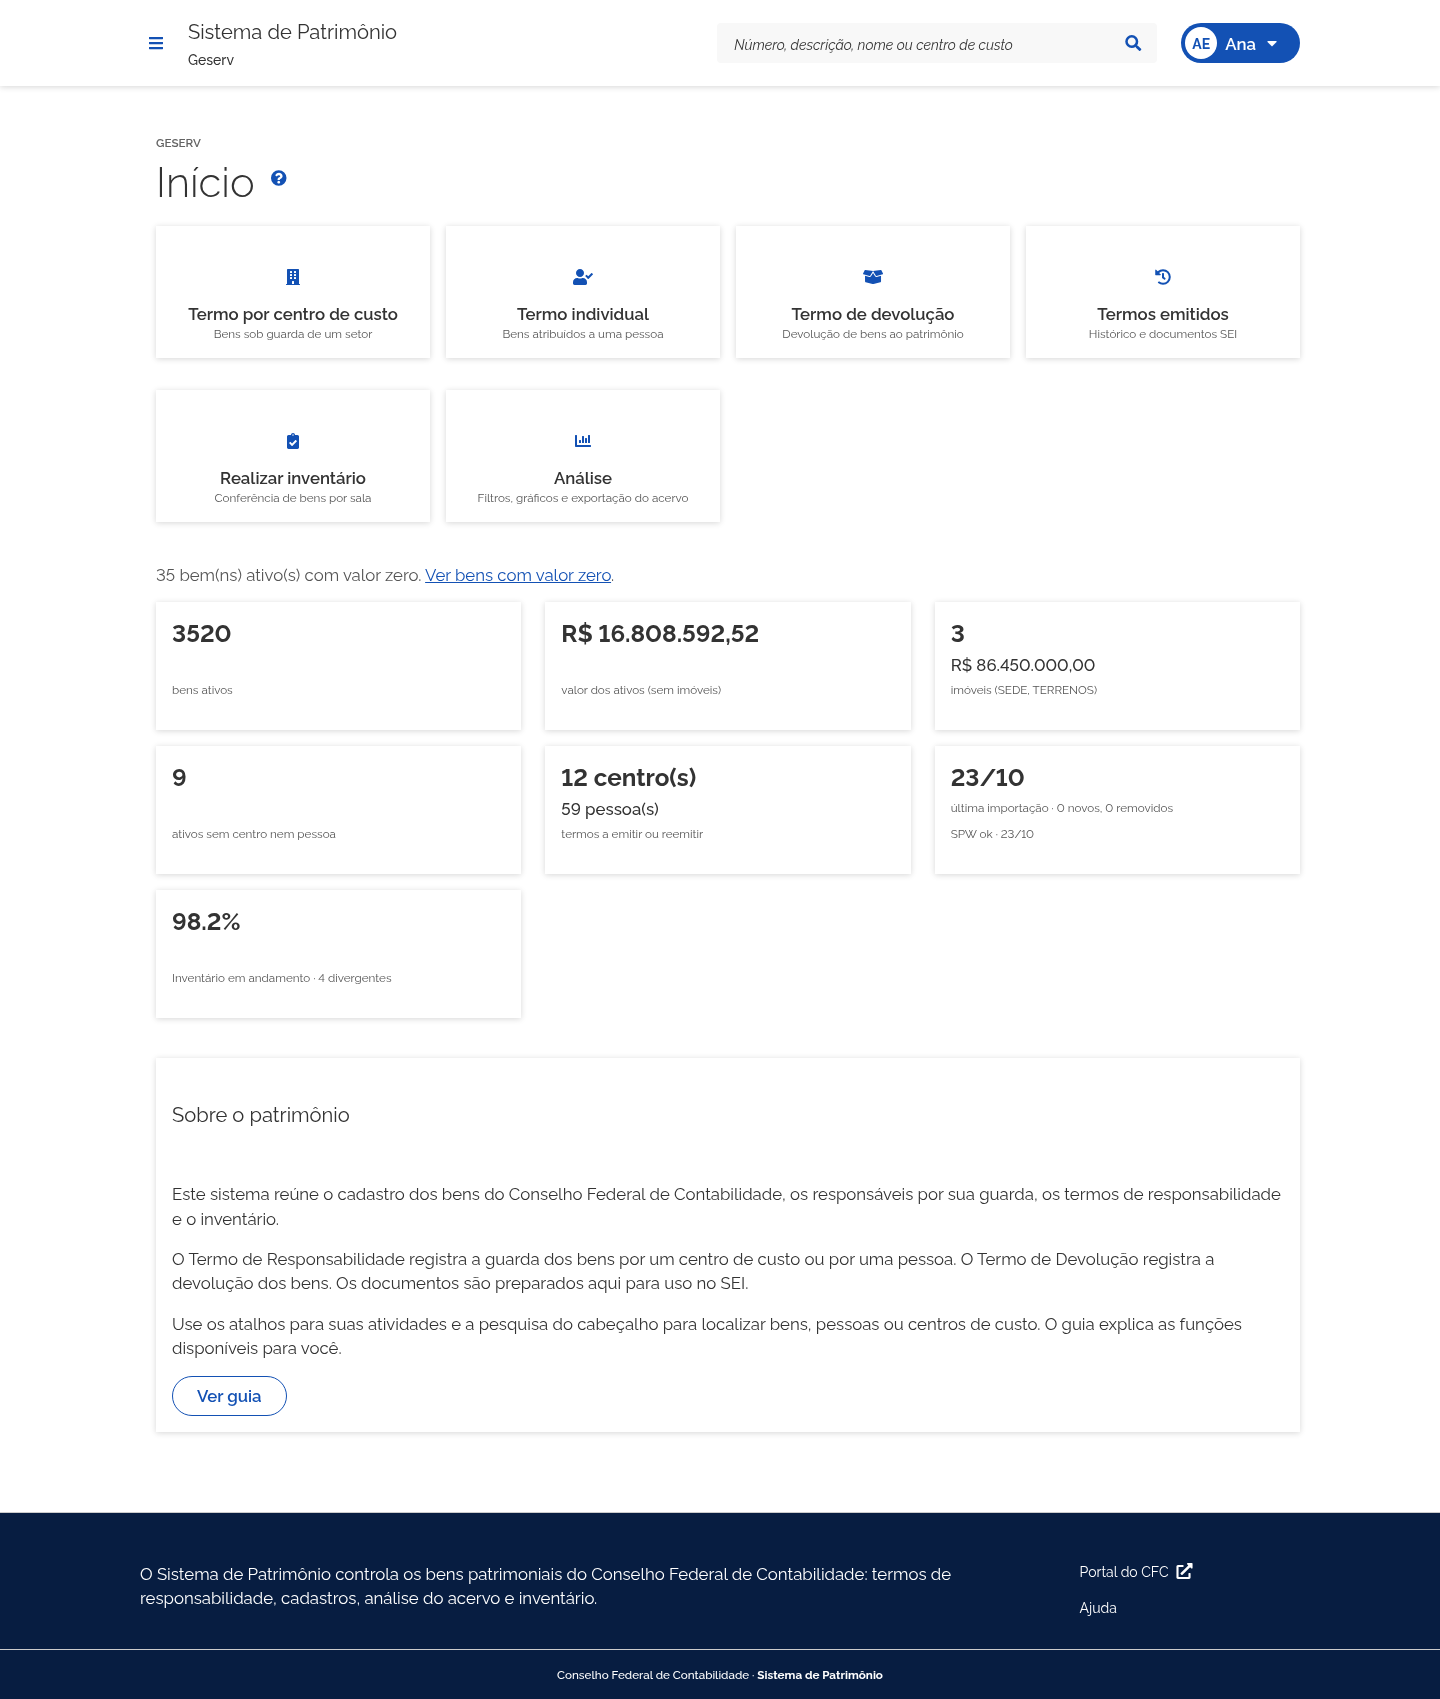 Sistema de Patrimônio
Geserv
Número, descrição, nome ou centro de custo
AE Ana
GESERV
Início
Termo por centro de custo
Bens sob guarda de um setor
Termo individual
Bens atribuídos a uma pessoa
Termo de devolução
Devolução de bens ao patrimônio
Termos emitidos
Histórico e documentos SEI
Realizar inventário
Conferência de bens por sala
Análise
Filtros, gráficos e exportação do acervo
35 bem(ns) ativo(s) com valor zero. Ver bens com valor zero.
3520
bens ativos
R$ 16.808.592,52
valor dos ativos (sem imóveis)
3
R$ 86.450.000,00
imóveis (SEDE, TERRENOS)
9
ativos sem centro nem pessoa
12 centro(s)
59 pessoa(s)
termos a emitir ou reemitir
23/10
última importação · 0 novos, 0 removidos
SPW ok · 23/10
98.2%
Inventário em andamento · 4 divergentes
Sobre o patrimônio
Este sistema reúne o cadastro dos bens do Conselho Federal de Contabilidade, os responsáveis por sua guarda, os termos de responsabilidade
e o inventário.
O Termo de Responsabilidade registra a guarda dos bens por um centro de custo ou por uma pessoa. O Termo de Devolução registra a
devolução dos bens. Os documentos são preparados aqui para uso no SEI.
Use os atalhos para suas atividades e a pesquisa do cabeçalho para localizar bens, pessoas ou centros de custo. O guia explica as funções
disponíveis para você.
Ver guia
O Sistema de Patrimônio controla os bens patrimoniais do Conselho Federal de Contabilidade: termos de
responsabilidade, cadastros, análise do acervo e inventário.
Portal do CFC
Ajuda
Conselho Federal de Contabilidade · Sistema de Patrimônio